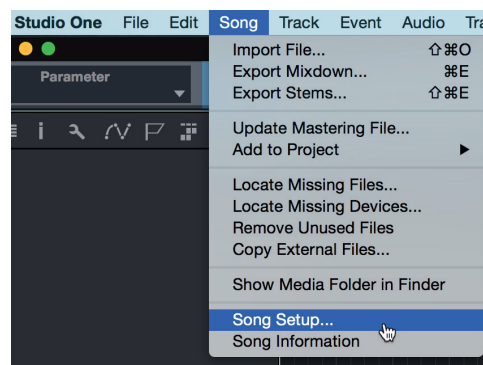 Studio One File Edit Song Track Event Audio
Parameter
Import File... ⇧⌘O
Export Mixdown... ⌘E
Export Stems... ⇧⌘E
Update Mastering File...
Add to Project
Locate Missing Files...
Locate Missing Devices...
Remove Unused Files
Copy External Files...
Show Media Folder in Finder
Song Setup...
Song Information